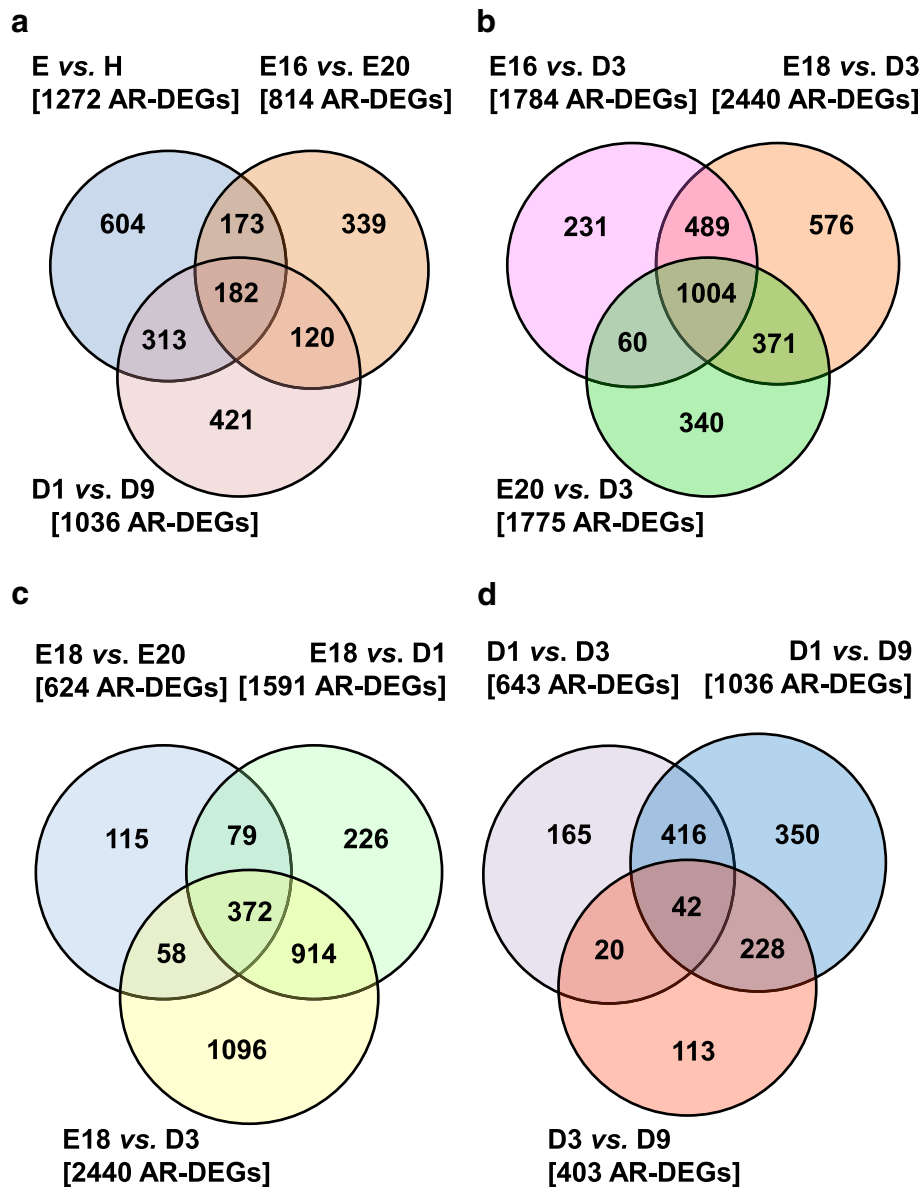 a
E vs. H
[1272 AR-DEGs]
E16 vs. E20
[814 AR-DEGs]
604
173
339
182
313
120
421
D1 vs. D9
[1036 AR-DEGs]
b
E16 vs. D3
[1784 AR-DEGs]
E18 vs. D3
[2440 AR-DEGs]
231
489
576
1004
60
371
340
E20 vs. D3
[1775 AR-DEGs]
c
E18 vs. E20
[624 AR-DEGs]
E18 vs. D1
[1591 AR-DEGs]
115
79
226
372
58
914
1096
E18 vs. D3
[2440 AR-DEGs]
d
D1 vs. D3
[643 AR-DEGs]
D1 vs. D9
[1036 AR-DEGs]
165
416
350
42
20
228
113
D3 vs. D9
[403 AR-DEGs]